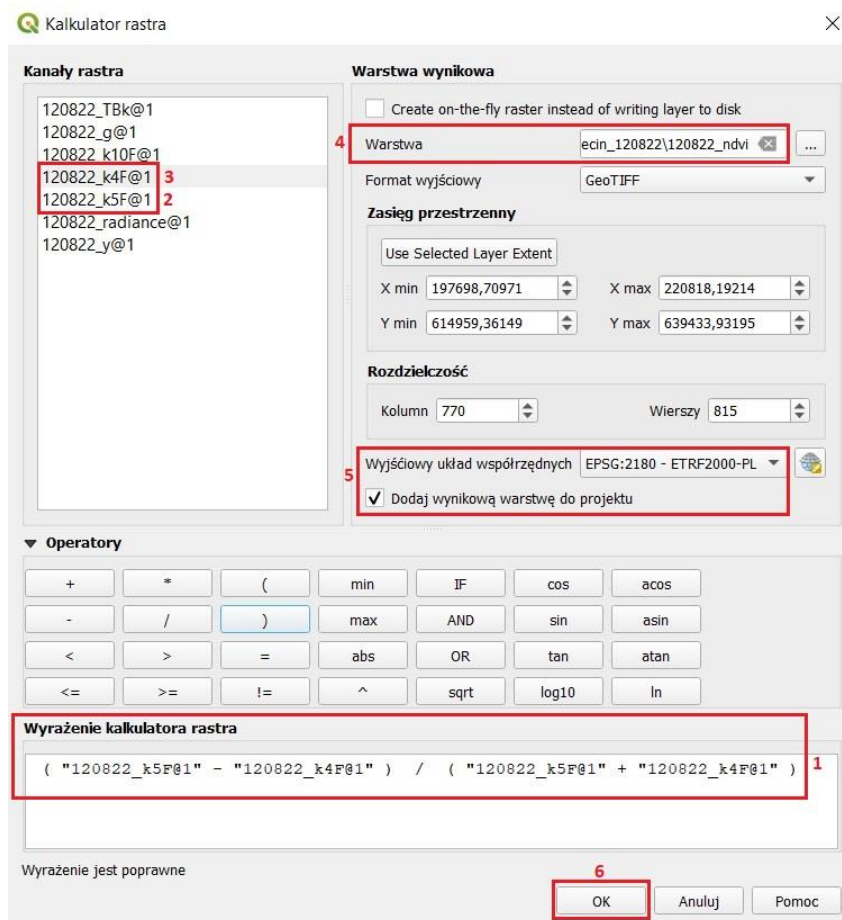 Kalkulator rastra
Kanały rastra
120822_TBk@1
120822_g@1
120822_k10F@1
120822_k4F@1 3
120822_k5F@1 2
120822_radiance@1
120822_y@1
Warstwa wynikowa
Create on-the-fly raster instead of writing layer to disk
4 Warstwa ecin_120822\120822_ndvi ...
Format wyjściowy GeoTIFF
Zasięg przestrzenny
Use Selected Layer Extent
X min 197698,70971 X max 220818,19214
Y min 614959,36149 Y max 639433,93195
Rozdzielczość
Kolumn 770 Wierszy 815
5 Wyjśćiowy układ współrzędnych EPSG:2180 - ETRF2000-PL
Dodaj wynikową warstwę do projektu
Operatory
+ * ( min IF cos acos
- / ) max AND sin asin
< > = abs OR tan atan
<= >= != ^ sqrt log10 ln
Wyrażenie kalkulatora rastra
( "120822_k5F@1" - "120822_k4F@1" ) / ( "120822_k5F@1" + "120822_k4F@1" ) 1
Wyrażenie jest poprawne
6
OK Anuluj Pomoc